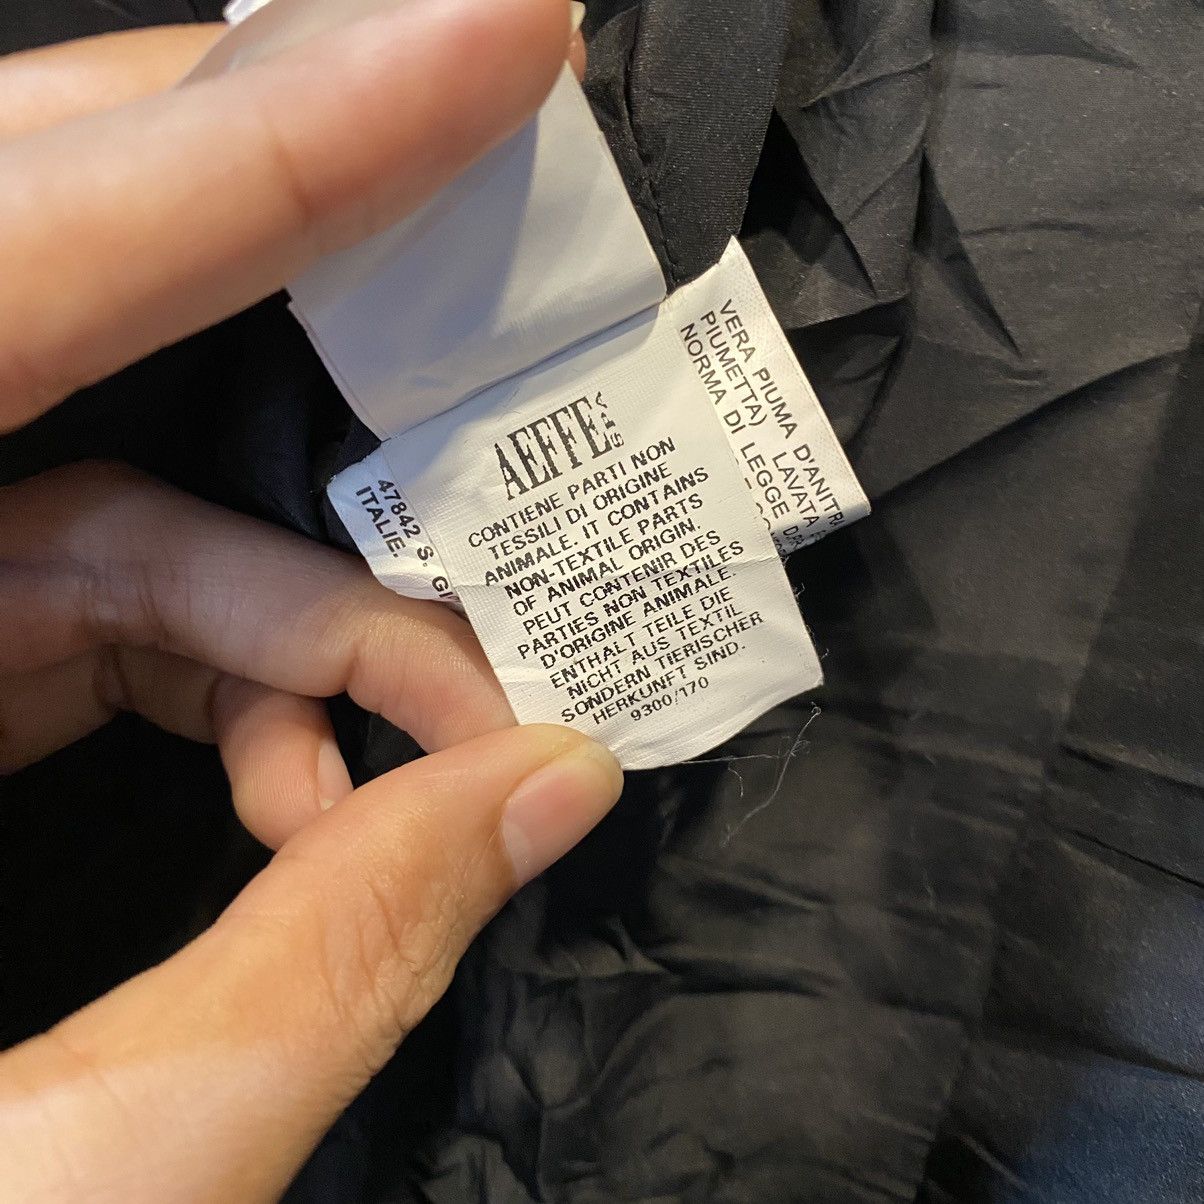 AEFFE SPA
CONTIENE PARTI NON
TESSILI DI ORIGINE
ANIMALE. IT CONTAINS
NON-TEXTILE PARTS
OF ANIMAL ORIGIN.
PEUT CONTENIR DES
PARTIES NON TEXTILES
D'ORIGINE ANIMALE.
ENTHALT TEILE DIE
NICHT AUS TEXTIL
SONDERN TIERISCHER
HERKUNFT SIND.
9300/170
47842 S. GI
ITALIE.
VERA PIUMA D'ANITR
PIUMETTA) LAVATA
NORMA DI LEGGE D.P.